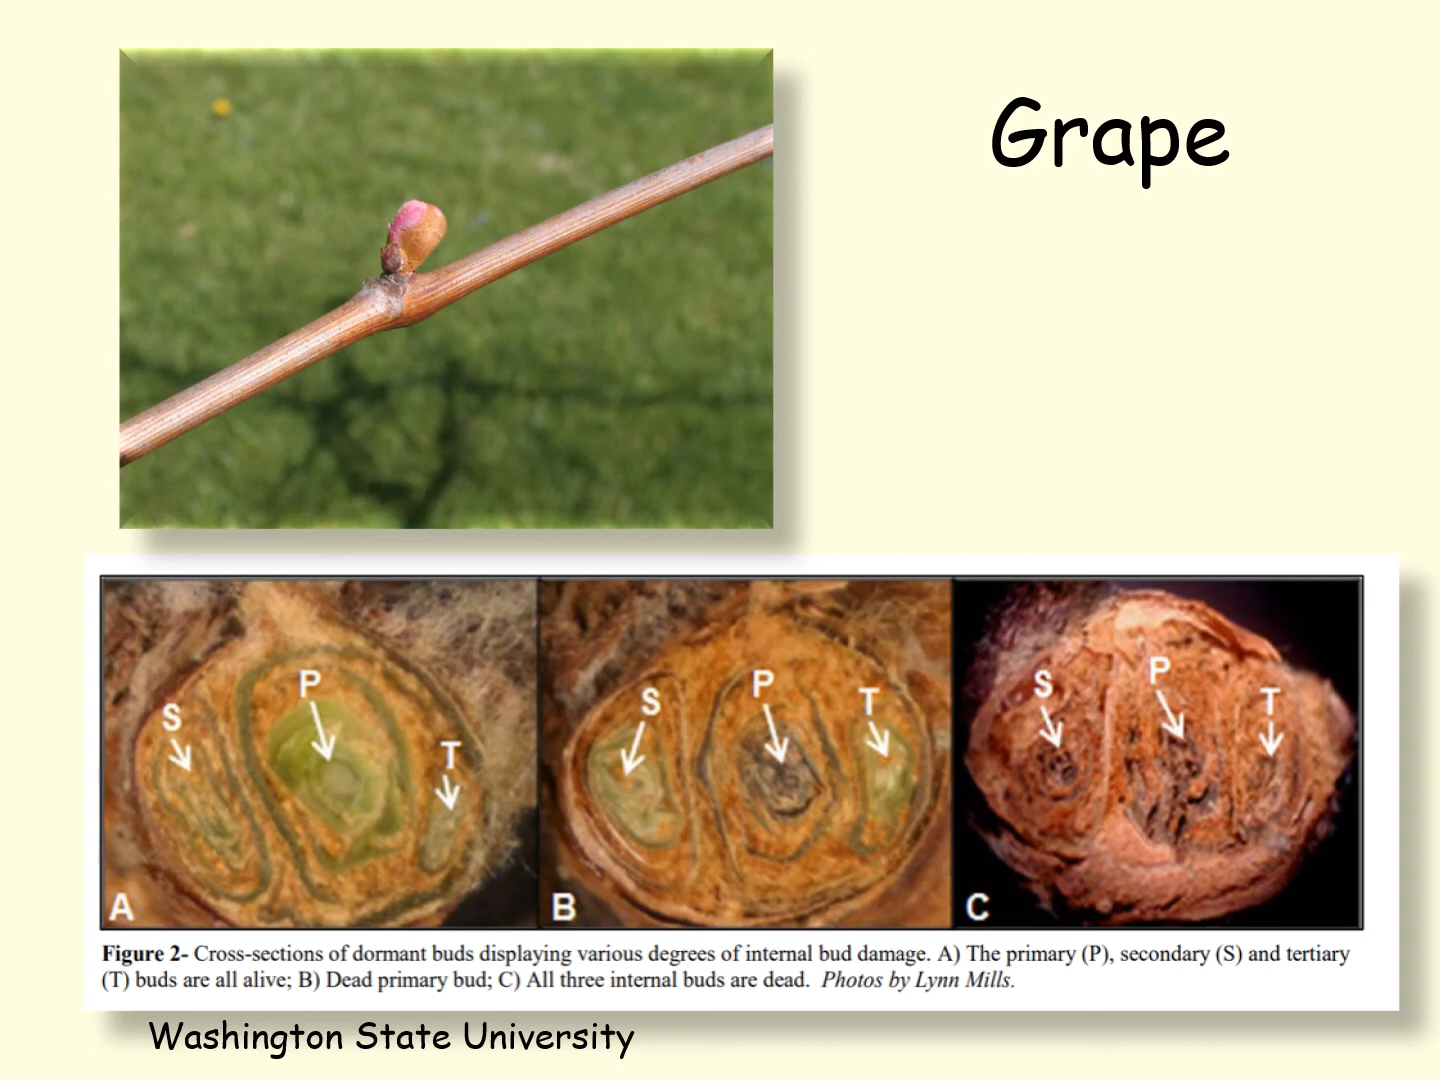 Grape
S P T
S P T
S P T
A B C
Figure 2- Cross-sections of dormant buds displaying various degrees of internal bud damage. A) The primary (P), secondary (S) and tertiary
(T) buds are all alive; B) Dead primary bud; C) All three internal buds are dead. Photos by Lynn Mills.
Washington State University